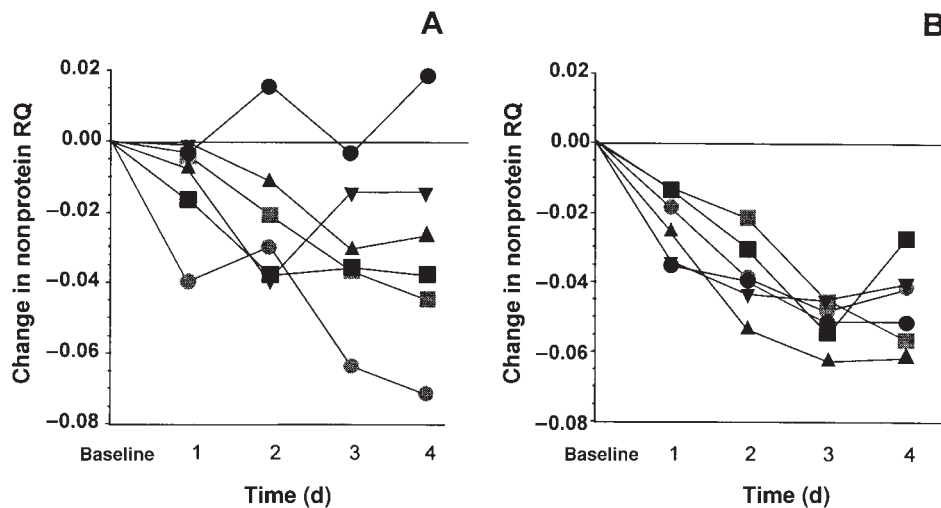 A
Change in nonprotein RQ
0.02
0.00
−0.02
−0.04
−0.06
−0.08
Baseline 1 2 3 4
Time (d)
B
Change in nonprotein RQ
0.02
0.00
−0.02
−0.04
−0.06
−0.08
Baseline 1 2 3 4
Time (d)